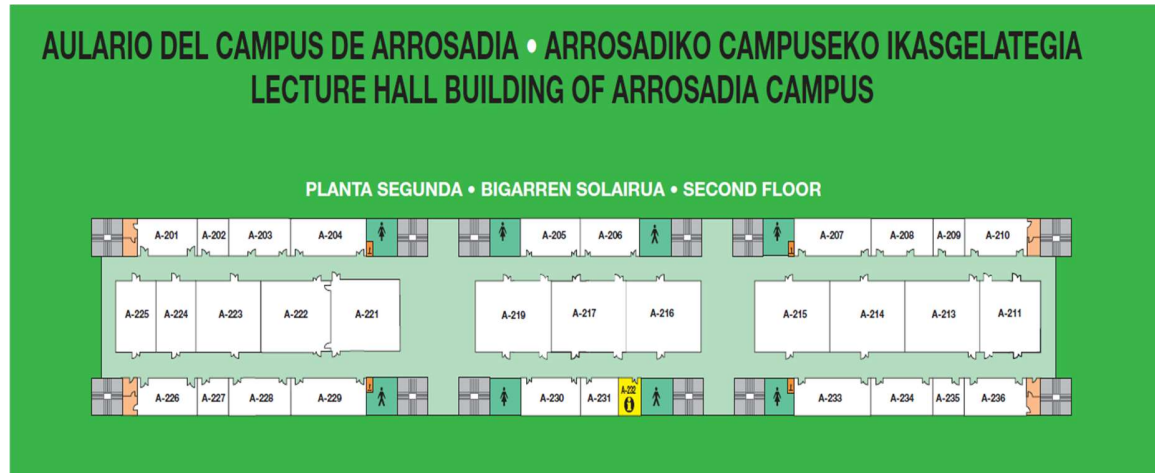 AULARIO DEL CAMPUS DE ARROSADIA • ARROSADIKO CAMPUSEKO IKASGELATEGIA
LECTURE HALL BUILDING OF ARROSADIA CAMPUS
PLANTA SEGUNDA • BIGARREN SOLAIRUA • SECOND FLOOR
A-201 A-202 A-203 A-204 A-205 A-206 A-207 A-208 A-209 A-210
A-225 A-224 A-223 A-222 A-221 A-219 A-217 A-216 A-215 A-214 A-213 A-211
A-226 A-227 A-228 A-229 A-230 A-231 A-232 A-233 A-234 A-235 A-236